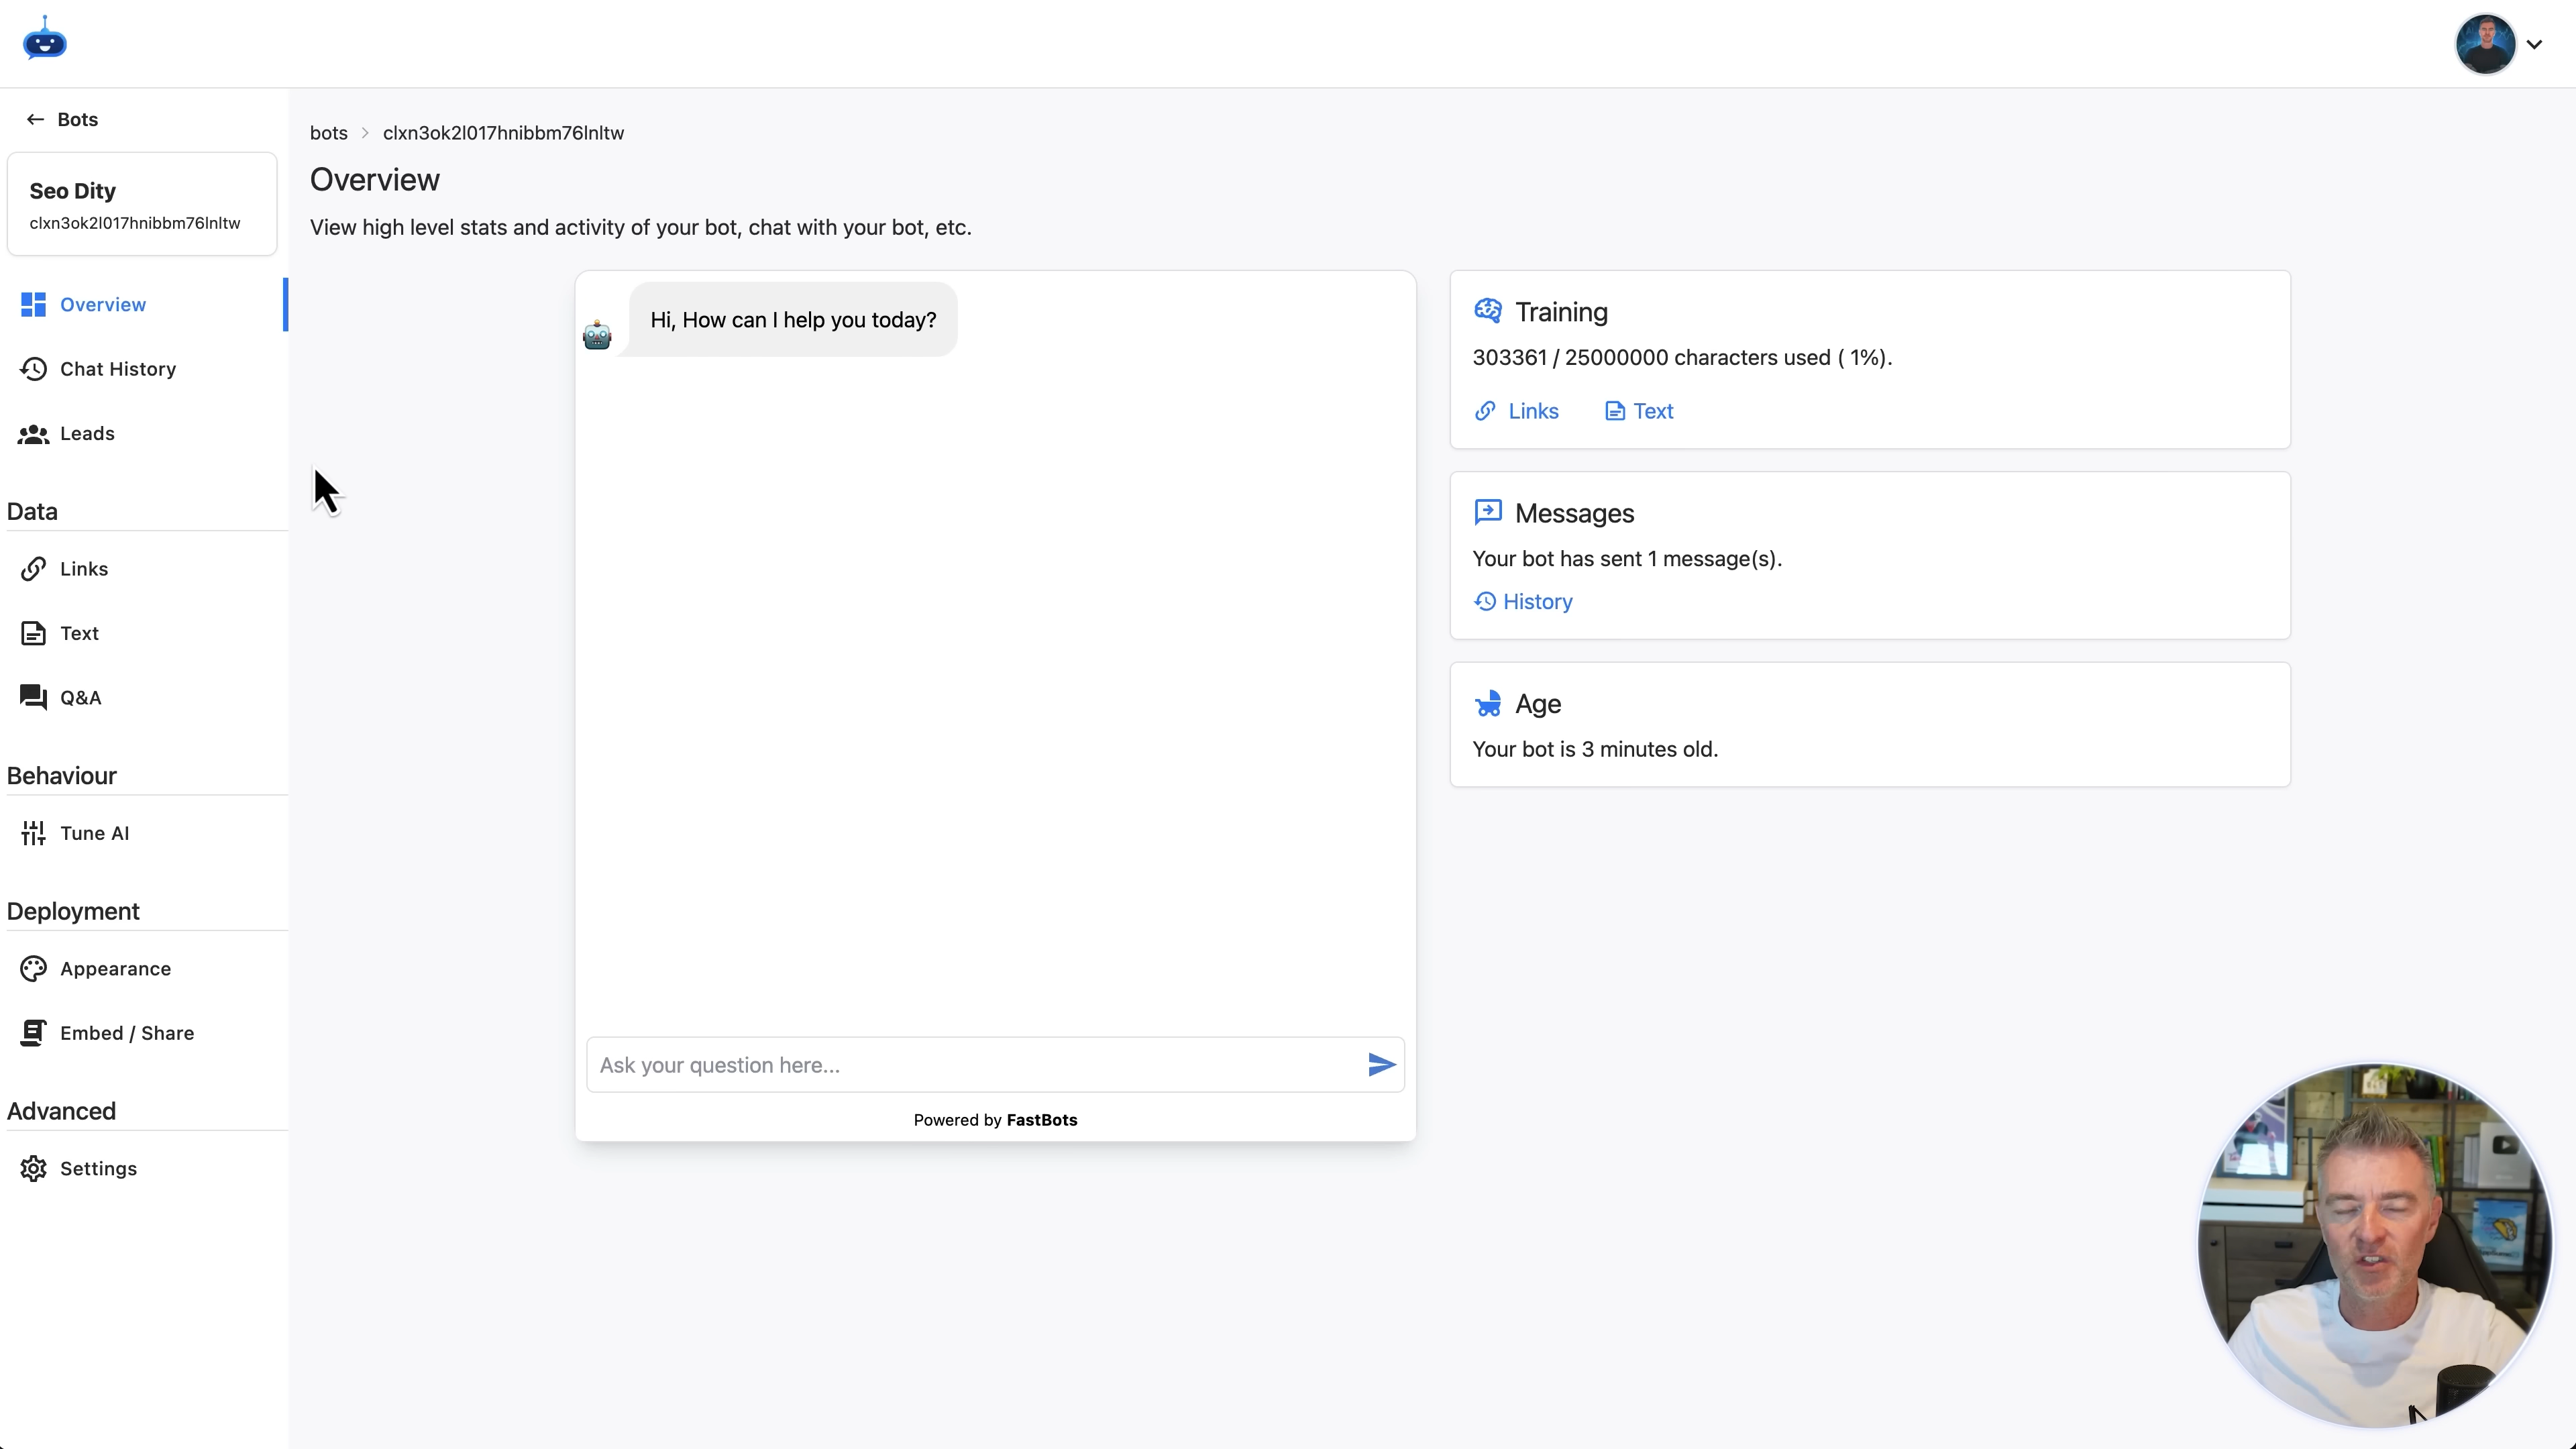 Bots
Seo Dity
clxn3ok2l017hnibbm76lnltw
Overview
Chat History
Leads
Data
Links
Text
Q&A
Behaviour
Tune AI
Deployment
Appearance
Embed / Share
Advanced
Settings
bots > clxn3ok2l017hnibbm76lnltw
Overview
View high level stats and activity of your bot, chat with your bot, etc.
Hi, How can I help you today?
Ask your question here...
Powered by FastBots
Training
303361 / 25000000 characters used ( 1%).
Links Text
Messages
Your bot has sent 1 message(s).
History
Age
Your bot is 3 minutes old.